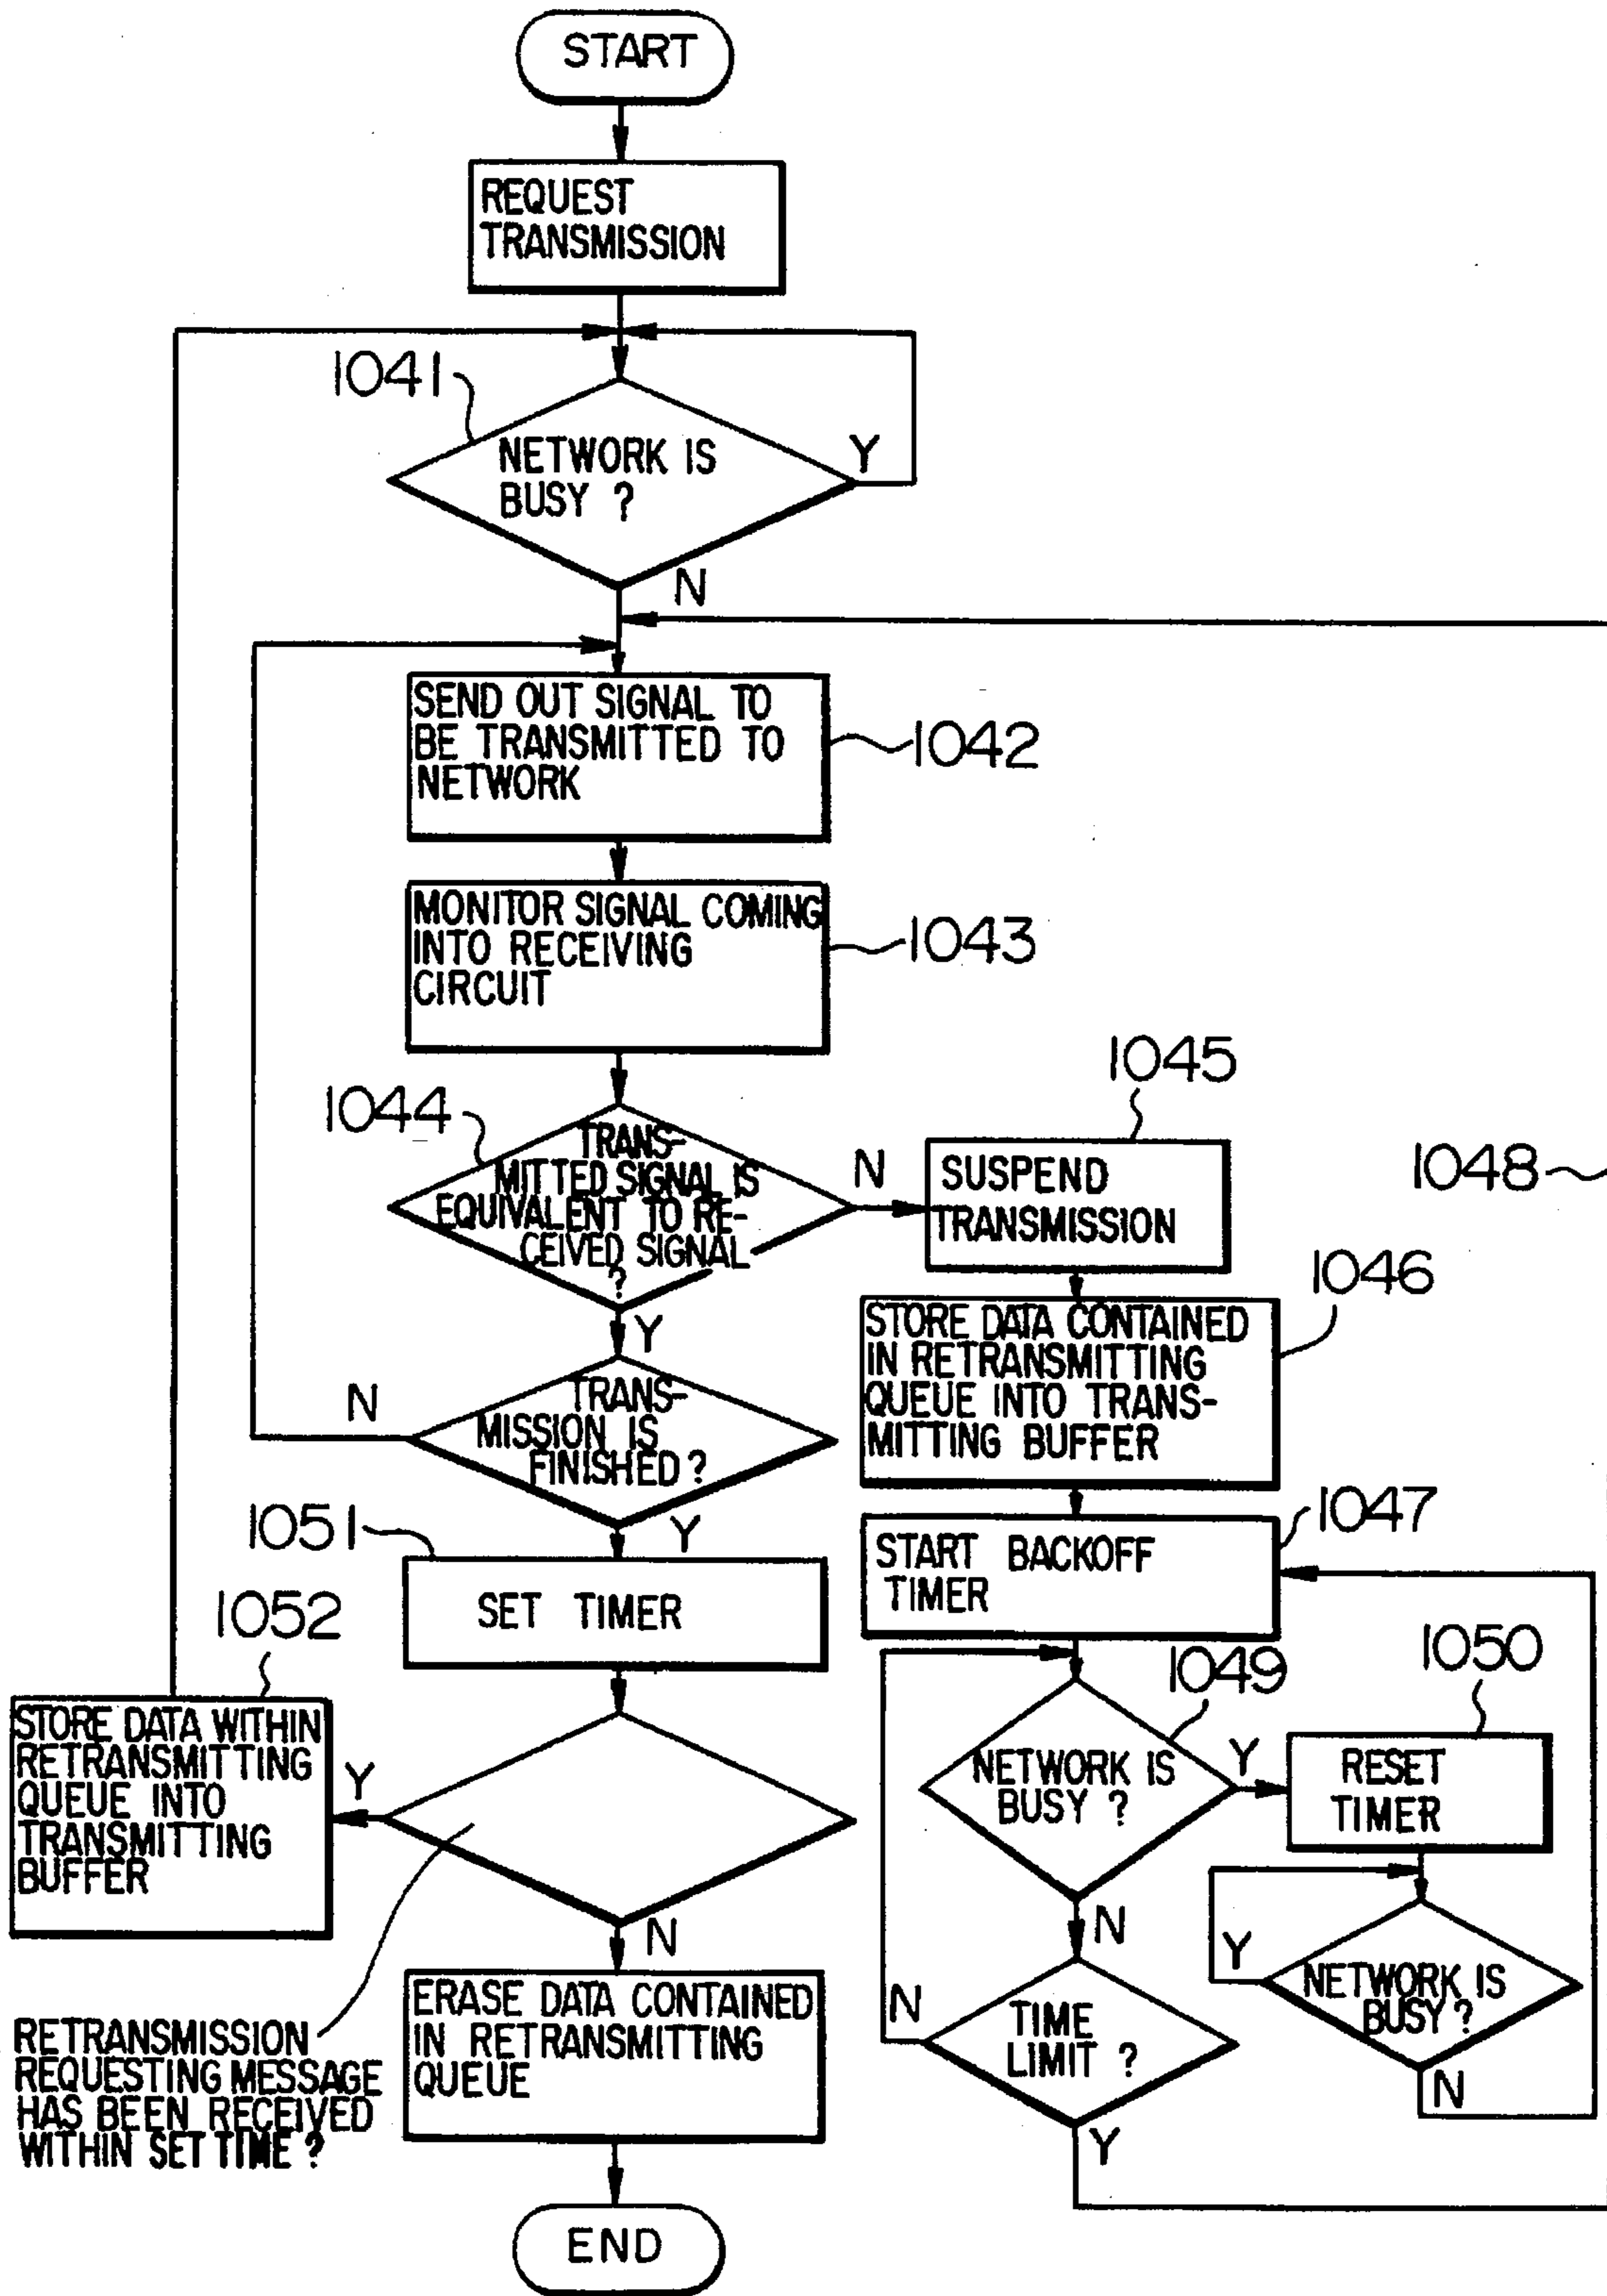 START
REQUEST
TRANSMISSION
1041
NETWORK IS
BUSY ?
Y
N
SEND OUT SIGNAL TO
BE TRANSMITTED TO
NETWORK
1042
MONITOR SIGNAL COMING
INTO RECEIVING
CIRCUIT
1043
1044
TRANS-
MITTED SIGNAL IS
EQUIVALENT TO RE-
CEIVED SIGNAL
?
N
Y
1045
SUSPEND
TRANSMISSION
1048
1046
STORE DATA CONTAINED
IN RETRANSMITTING
QUEUE INTO TRANS-
MITTING BUFFER
N
TRANS-
MISSION IS
FINISHED ?
Y
1047
START BACKOFF
TIMER
1051
SET TIMER
1052
STORE DATA WITHIN
RETRANSMITTING
QUEUE INTO
TRANSMITTING
BUFFER
Y
N
RETRANSMISSION
REQUESTING MESSAGE
HAS BEEN RECEIVED
WITHIN SET TIME ?
ERASE DATA CONTAINED
IN RETRANSMITTING
QUEUE
END
1049
NETWORK IS
BUSY ?
Y
N
1050
RESET
TIMER
Y
NETWORK IS
BUSY ?
N
N
TIME
LIMIT ?
Y